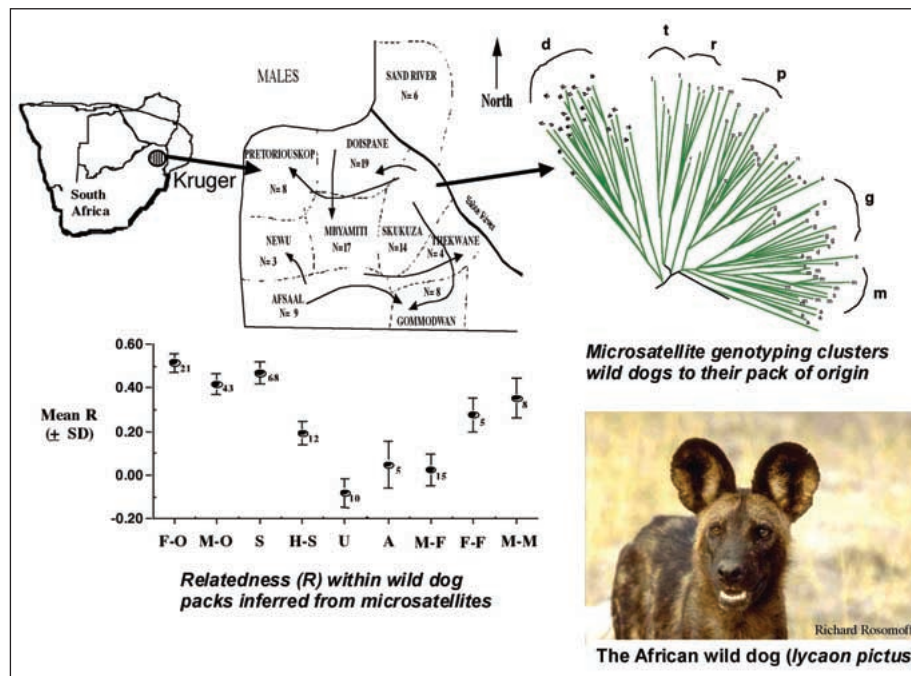 MALES
SAND RIVER
N= 6
North
South
Africa
Kruger
PRETORIOUSKOP
N= 8
DOISPANE
N=19
Sabie River
NEWU
N= 3
MBYAMITI
N=17
SKUKUZA
N=14
THEKWANE
N= 4
AFSAAL
N= 9
N= 8
GOMMODWAN
d
t
r
p
g
m
Microsatellite genotyping clusters
wild dogs to their pack of origin
Mean R
(± SD)
0.60
0.40
0.20
0.00
-0.20
21
43
68
12
10
5
15
5
8
F-O M-O S H-S U A M-F F-F M-M
Relatedness (R) within wild dog
packs inferred from microsatellites
Richard Rosomoff
The African wild dog (lycaon pictus